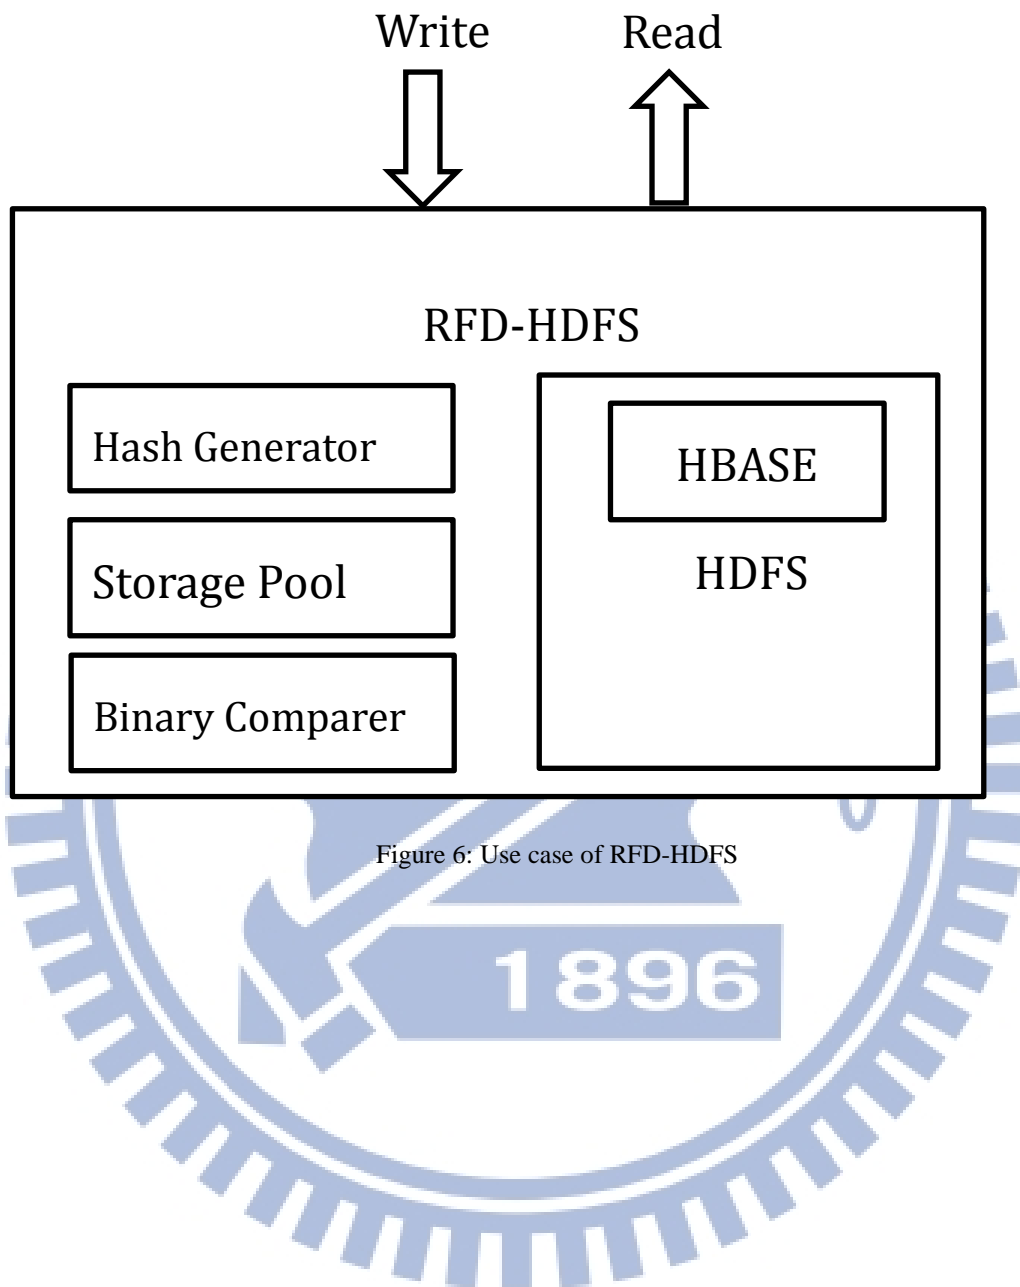 Write Read
RFD-HDFS
Hash Generator
Storage Pool
Binary Comparer
HBASE
HDFS
Figure 6: Use case of RFD-HDFS
1896